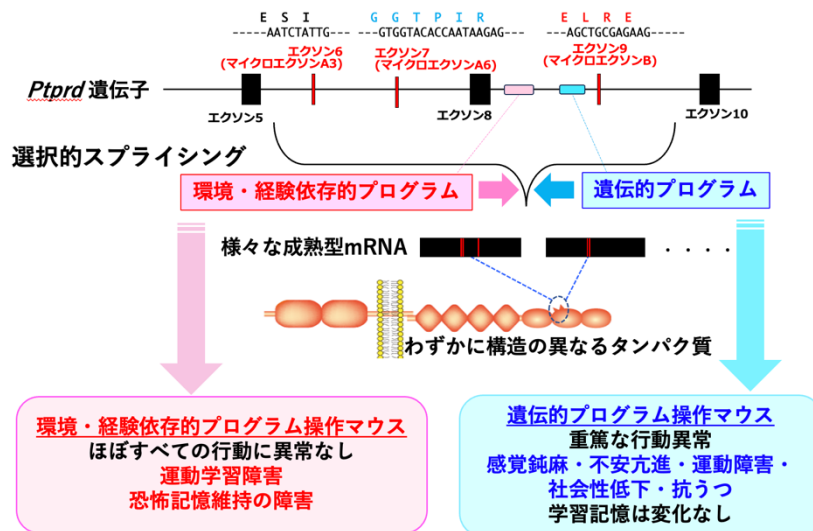 E S I
G G T P I R
E L R E
---AATCTATTG---
---GTGGTACACCAATAAGAG---
---AGCTGCGAGAAG---
エクソン6
(マイクロエクソンA3)
エクソン7
(マイクロエクソンA6)
エクソン9
(マイクロエクソンB)
Ptprd 遺伝子
エクソン5
エクソン8
エクソン10
選択的スプライシング
環境・経験依存的プログラム
遺伝的プログラム
様々な成熟型mRNA
・・・・
わずかに構造の異なるタンパク質
環境・経験依存的プログラム操作マウス
ほぼすべての行動に異常なし
運動学習障害
恐怖記憶維持の障害
遺伝的プログラム操作マウス
重篤な行動異常
感覚鈍麻・不安亢進・運動障害・
社会性低下・抗うつ
学習記憶は変化なし